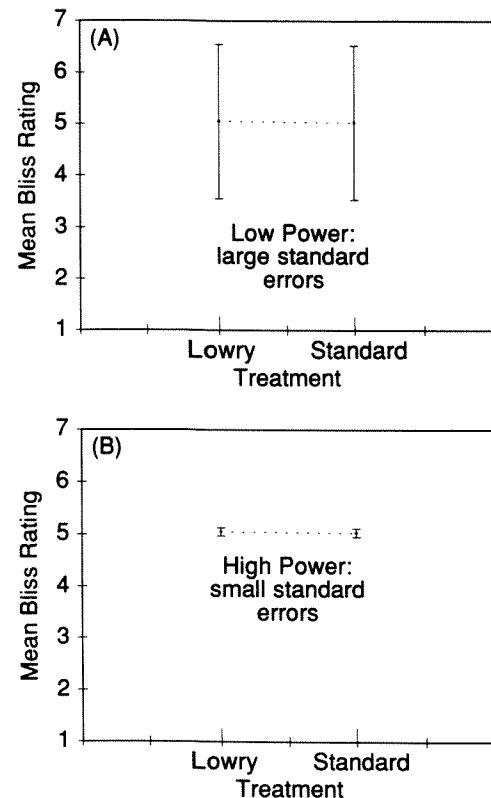 (A)
7
6
5
4
3
2
1
Mean Bliss Rating
Low Power:
large standard
errors
Lowry Standard
Treatment
(B)
7
6
5
4
3
2
1
Mean Bliss Rating
High Power:
small standard
errors
Lowry Standard
Treatment